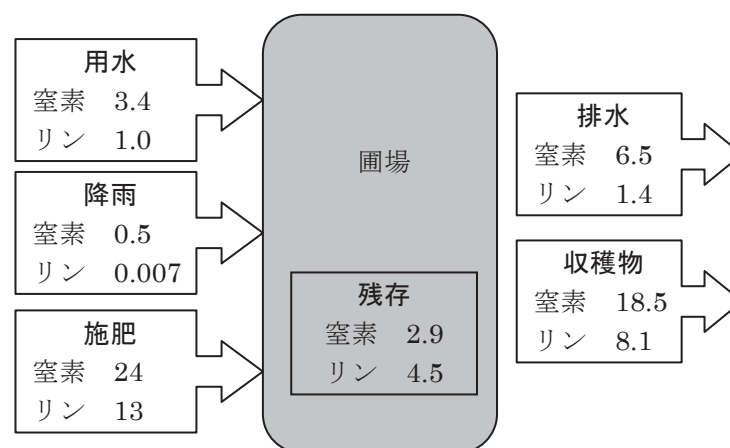 用水
窒素 3.4
リン 1.0
降雨
窒素 0.5
リン 0.007
施肥
窒素 24
リン 13
圃場
残存
窒素 2.9
リン 4.5
排水
窒素 6.5
リン 1.4
収穫物
窒素 18.5
リン 8.1